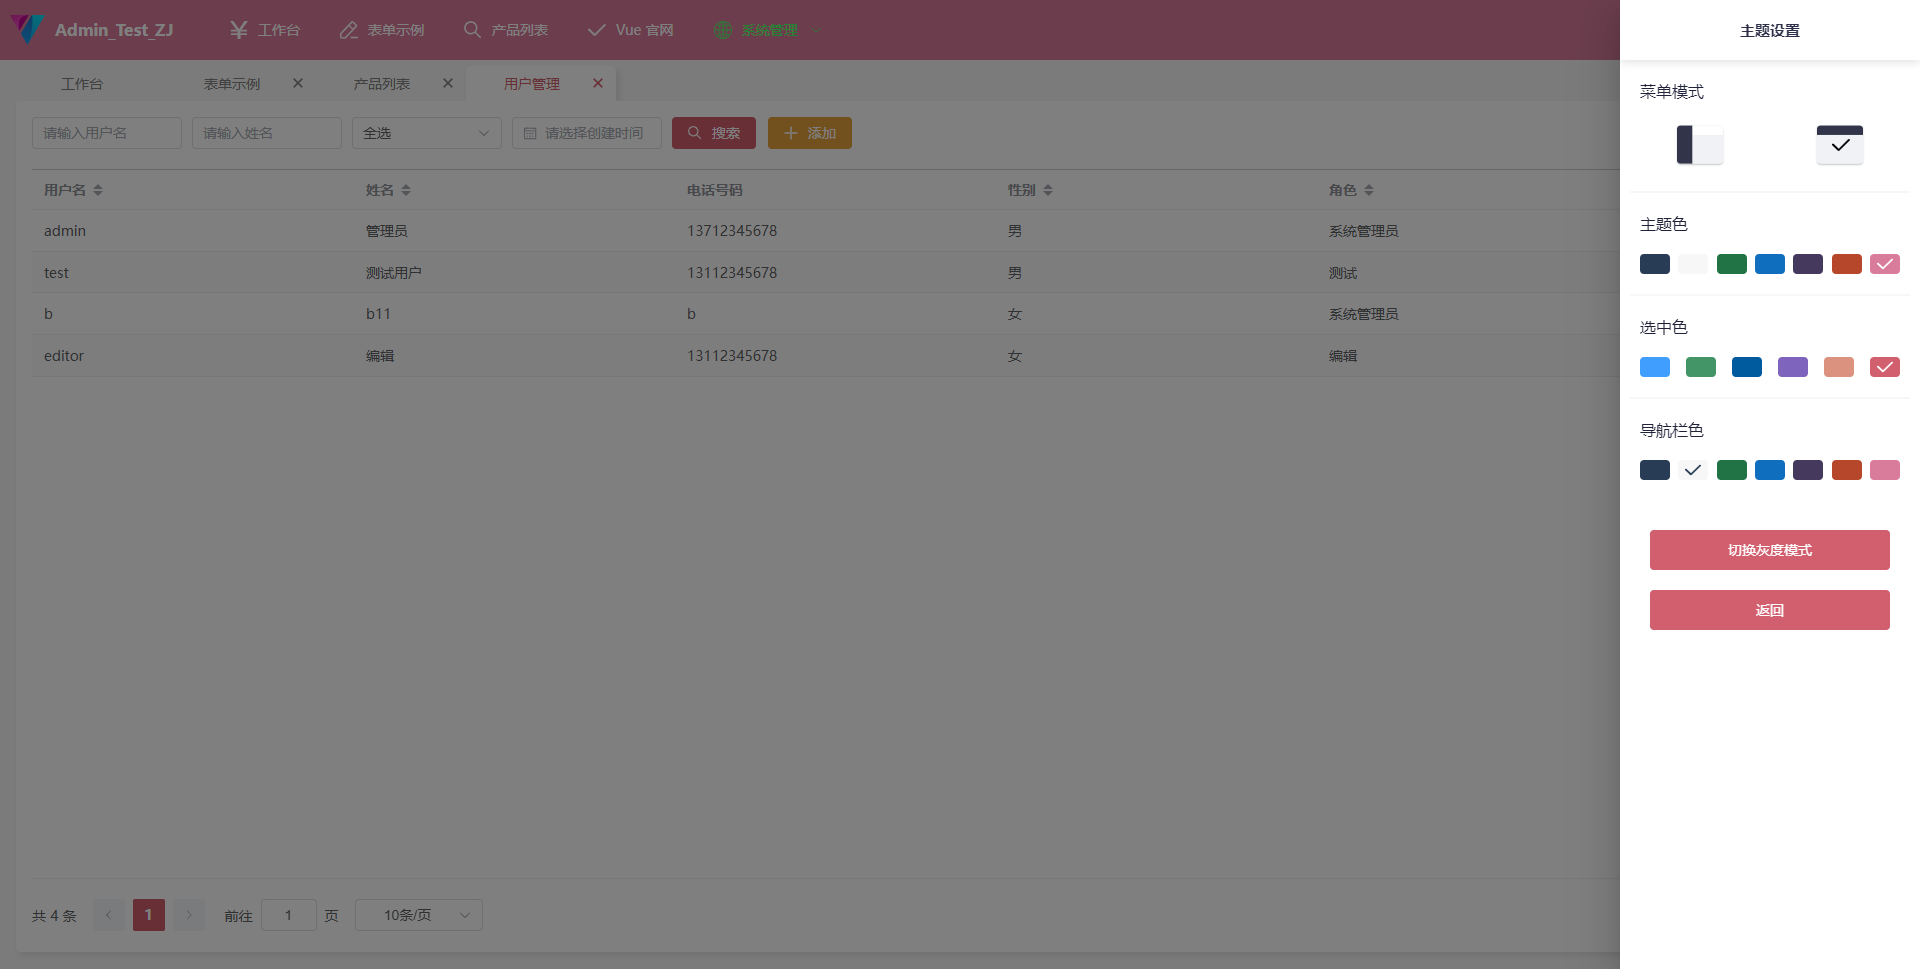 Admin_Test_ZJ 工作台 表单示例 产品列表 Vue 官网 系统管理
工作台 表单示例 产品列表 用户管理
请输入用户名 请输入姓名 全选 请选择创建时间 搜索 添加
用户名 姓名 电话号码 性别 角色
admin 管理员 13712345678 男 系统管理员
test 测试用户 13112345678 男 测试
b b11 b 女 系统管理员
editor 编辑 13112345678 女 编辑
共 4 条 1 前往 1 页 10条/页
主题设置
菜单模式
主题色
选中色
导航栏色
切换灰度模式
返回